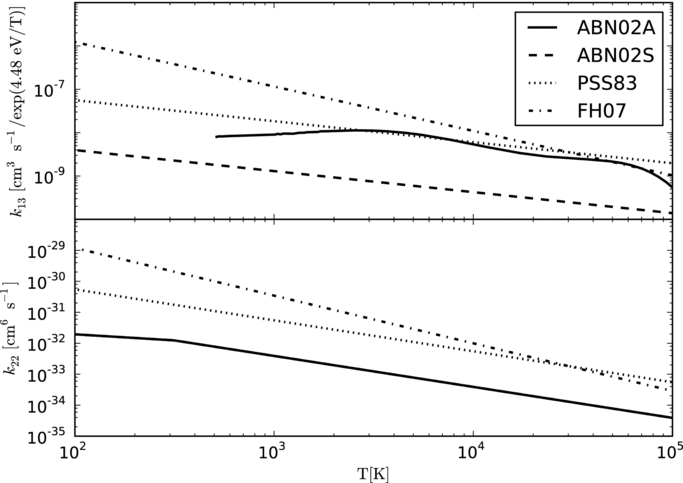 k₁₃ [cm³ s⁻¹/exp(4.48 eV/T)]
10⁻⁷
10⁻⁹
ABN02A
ABN02S
PSS83
FH07
k₂₂ [cm⁶ s⁻¹]
10⁻²⁹
10⁻³⁰
10⁻³¹
10⁻³²
10⁻³³
10⁻³⁴
10⁻³⁵
10² 10³ 10⁴ 10⁵
T[K]